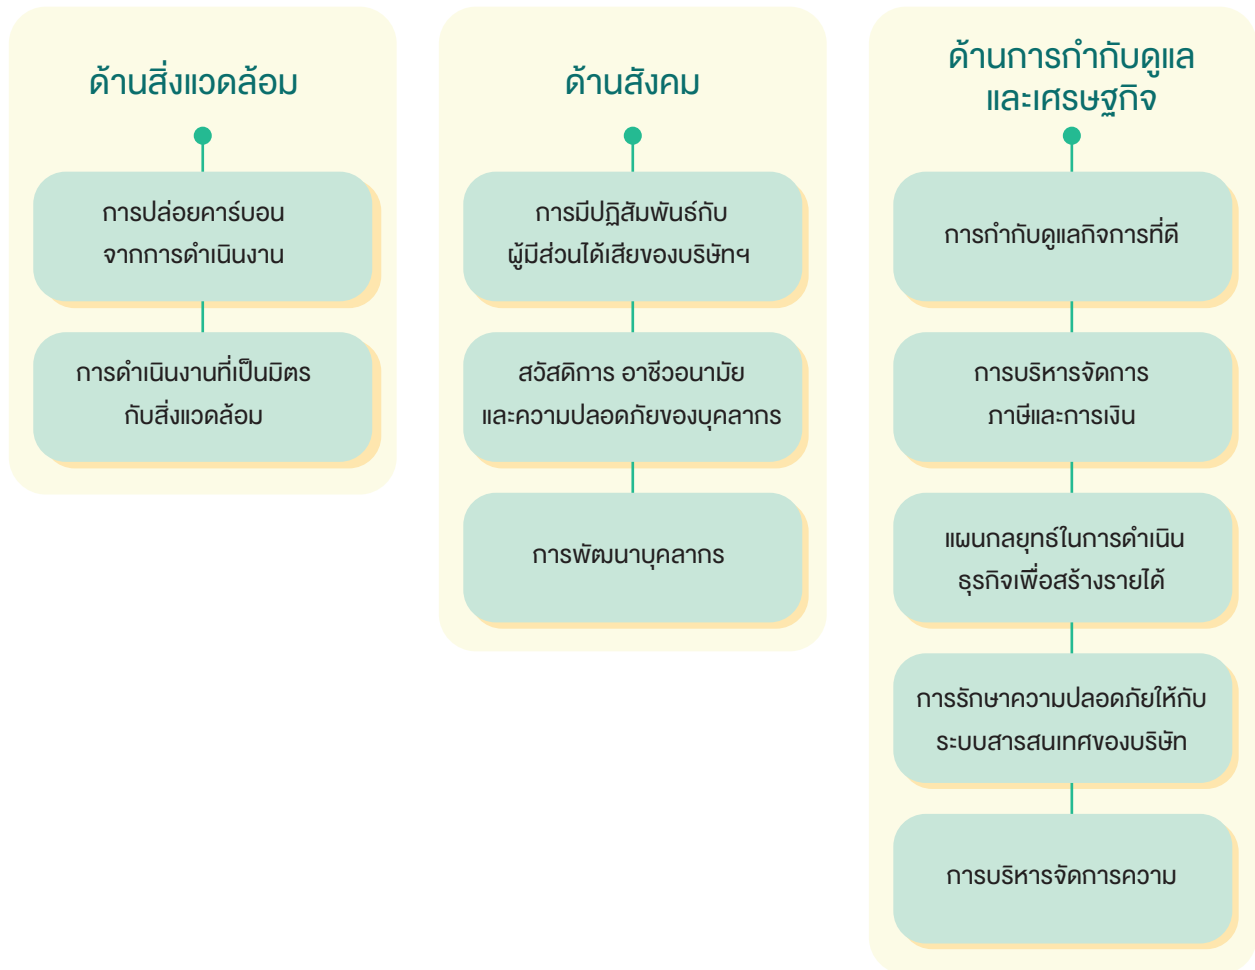 ด้านสิ่งแวดล้อม
การปล่อยคาร์บอน
จากการดำเนินงาน
การดำเนินงานที่เป็นมิตร
กับสิ่งแวดล้อม
ด้านสังคม
การมีปฏิสัมพันธ์กับ
ผู้มีส่วนได้เสียของบริษัทฯ
สวัสดิการ อาชีวอนามัย
และความปลอดภัยของบุคลากร
การพัฒนาบุคลากร
ด้านการกำกับดูแล
และเศรษฐกิจ
การกำกับดูแลกิจการที่ดี
การบริหารจัดการ
ภาษีและการเงิน
แผนกลยุทธ์ในการดำเนิน
ธุรกิจเพื่อสร้างรายได้
การรักษาความปลอดภัยให้กับ
ระบบสารสนเทศของบริษัท
การบริหารจัดการความ